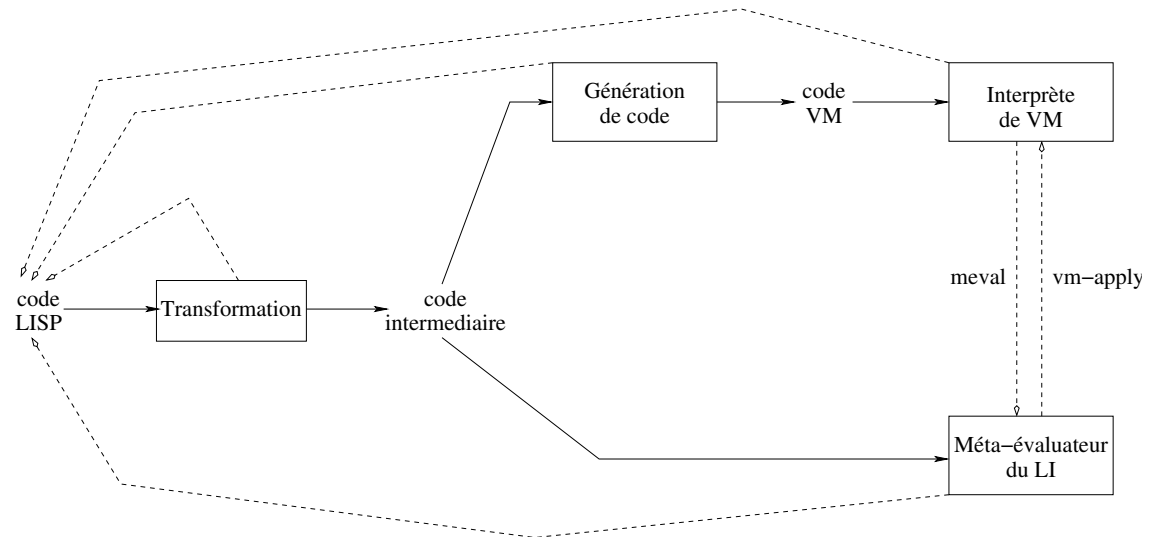 Génération
de code
code
VM
Interprète
de VM
meval
vm-apply
code
LISP
Transformation
code
intermediaire
Méta-évaluateur
du LI